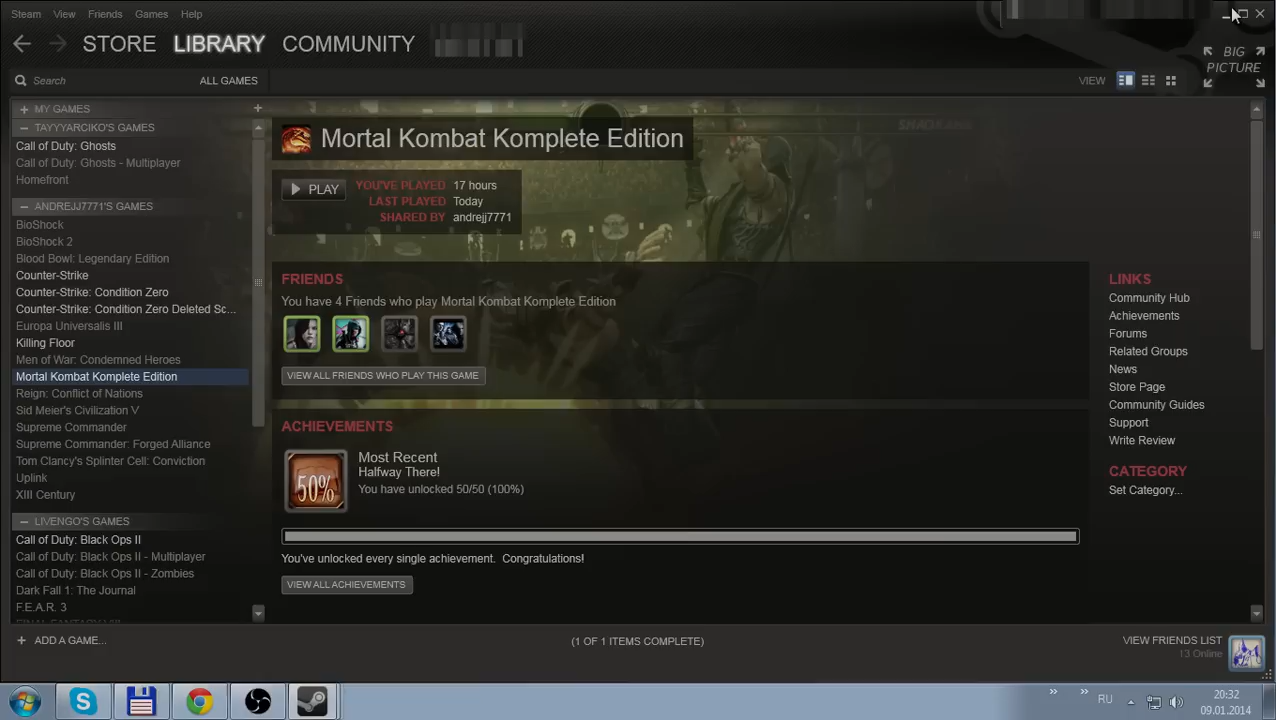 Steam View Friends Games Help
STORE LIBRARY COMMUNITY
BIG PICTURE
Search ALL GAMES VIEW
+ MY GAMES +
− TAYYYARCIKO'S GAMES
Call of Duty: Ghosts
Call of Duty: Ghosts - Multiplayer
Homefront
− ANDREJJ7771'S GAMES
BioShock
BioShock 2
Blood Bowl: Legendary Edition
Counter-Strike
Counter-Strike: Condition Zero
Counter-Strike: Condition Zero Deleted Sc...
Europa Universalis III
Killing Floor
Men of War: Condemned Heroes
Mortal Kombat Komplete Edition
Reign: Conflict of Nations
Sid Meier's Civilization V
Supreme Commander
Supreme Commander: Forged Alliance
Tom Clancy's Splinter Cell: Conviction
Uplink
XIII Century
− LIVENGO'S GAMES
Call of Duty: Black Ops II
Call of Duty: Black Ops II - Multiplayer
Call of Duty: Black Ops II - Zombies
Dark Fall 1: The Journal
F.E.A.R. 3
FINAL FANTASY VIII
+ ADD A GAME...
Mortal Kombat Komplete Edition
PLAY
YOU'VE PLAYED 17 hours
LAST PLAYED Today
SHARED BY andrejj7771
FRIENDS
You have 4 Friends who play Mortal Kombat Komplete Edition
VIEW ALL FRIENDS WHO PLAY THIS GAME
ACHIEVEMENTS
50%
Most Recent
Halfway There!
You have unlocked 50/50 (100%)
You've unlocked every single achievement. Congratulations!
VIEW ALL ACHIEVEMENTS
LINKS
Community Hub
Achievements
Forums
Related Groups
News
Store Page
Community Guides
Support
Write Review
CATEGORY
Set Category...
(1 OF 1 ITEMS COMPLETE)
VIEW FRIENDS LIST
13 Online
RU
20:32
09.01.2014